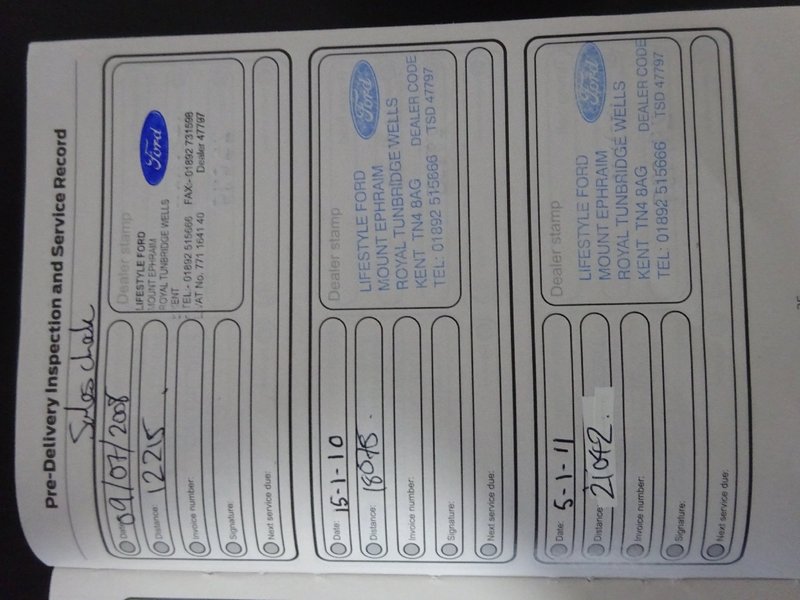 Pre-Delivery Inspection and Service Record
Sales check
Date: 09/07/2008
Distance: 12215
Invoice number:
Signature:
Next service due:
Dealer stamp
Ford
LIFESTYLE FORD
MOUNT EPHRAIM
ROYAL TUNBRIDGE WELLS
KENT
TEL:- 01892 515666 FAX:- 01892 731598
VAT No. 771 1641 40 Dealer 47797
Date: 15-1-10
Distance: 18075.
Invoice number:
Signature:
Next service due:
Dealer stamp
Ford
LIFESTYLE FORD
MOUNT EPHRAIM
ROYAL TUNBRIDGE WELLS
KENT TN4 8AG DEALER CODE
TEL: 01892 515666 TSD 47797
Date: 5-1-11
Distance: 21042.
Invoice number:
Signature:
Next service due:
Dealer stamp
Ford
LIFESTYLE FORD
MOUNT EPHRAIM
ROYAL TUNBRIDGE WELLS
KENT TN4 8AG DEALER CODE
TEL: 01892 515666 TSD 47797